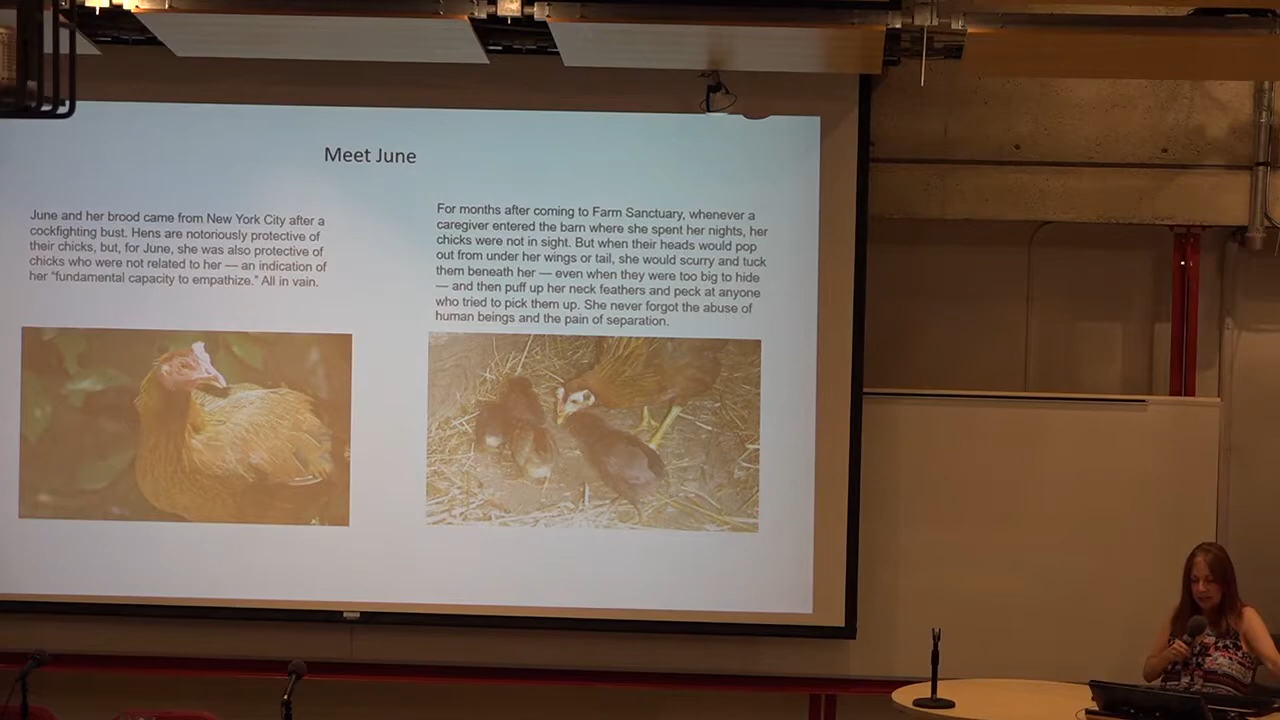 Meet June
June and her brood came from New York City after a
cockfighting bust. Hens are notoriously protective of
their chicks, but, for June, she was also protective of
chicks who were not related to her — an indication of
her “fundamental capacity to empathize.” All in vain.
For months after coming to Farm Sanctuary, whenever a
caregiver entered the barn where she spent her nights, her
chicks were not in sight. But when their heads would pop
out from under her wings or tail, she would scurry and tuck
them beneath her — even when they were too big to hide
— and then puff up her neck feathers and peck at anyone
who tried to pick them up. She never forgot the abuse of
human beings and the pain of separation.